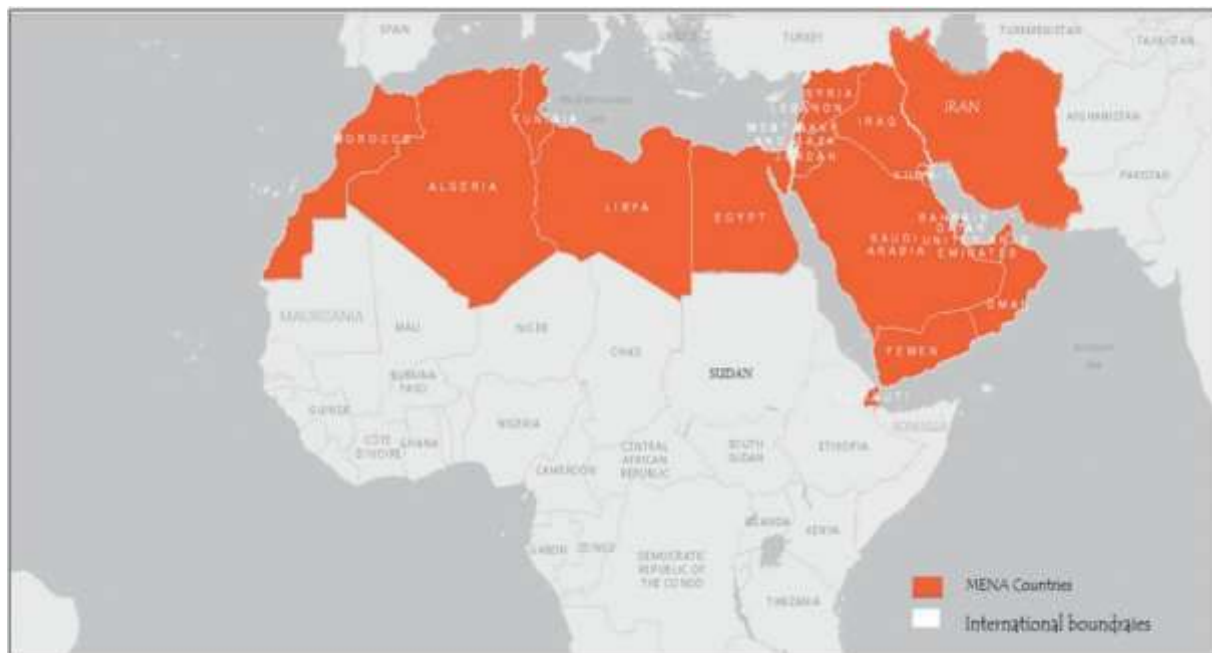 SPAIN
TURKEY
TURKMENISTAN
TAJIKISTAN
SYRIA
LEBANON
IRAN
MOROCCO
TUNISIA
IRAQ
AFGHANISTAN
JORDAN
KUWAIT
PAKISTAN
ALGERIA
LIBYA
EGYPT
BAHRAIN
QATAR
SAUDI
ARABIA
UNITED ARAB
EMIRATES
OMAN
MAURITANIA
MALI
NIGER
CHAD
SUDAN
YEMEN
BURKINA
FASO
GUINEA
NIGERIA
CÔTE
D'IVOIRE
GHANA
ETHIOPIA
SOMALIA
CENTRAL
AFRICAN
REPUBLIC
SOUTH
SUDAN
CAMEROON
UGANDA
KENYA
GABON
CONGO
DEMOCRATIC
REPUBLIC OF
THE CONGO
TANZANIA
MENA Countries
International boundraies